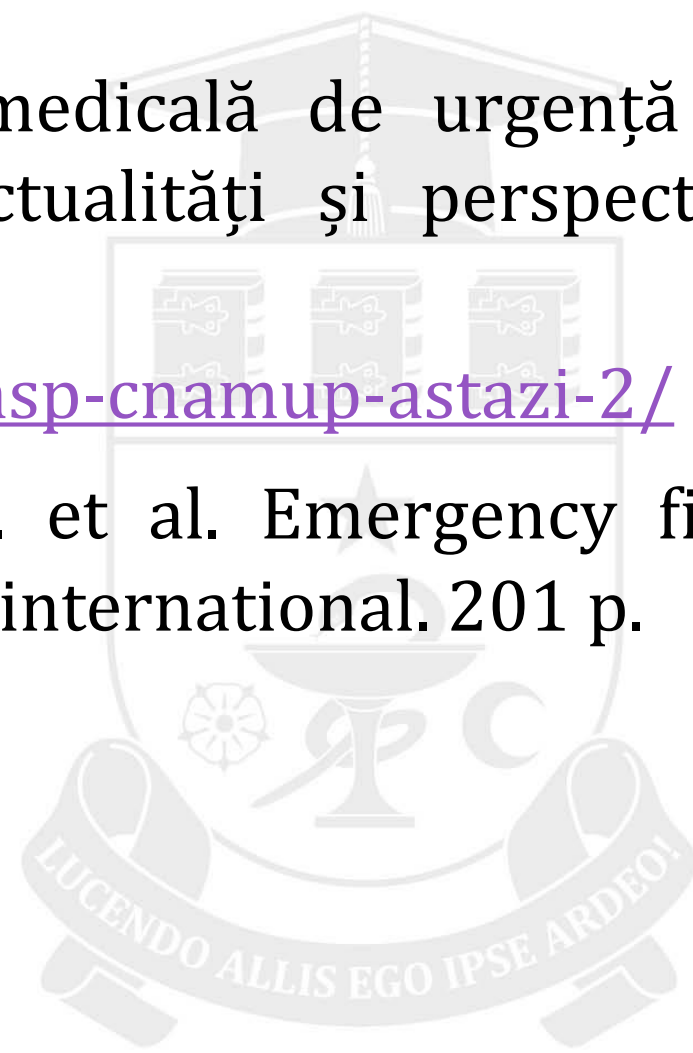 medicală de urgență
ctualități și perspect
nsp-cnamup-astazi-2/
. et al. Emergency fi
international. 201 p.
LUCENDO ALLIS EGO IPSE ARDEO!